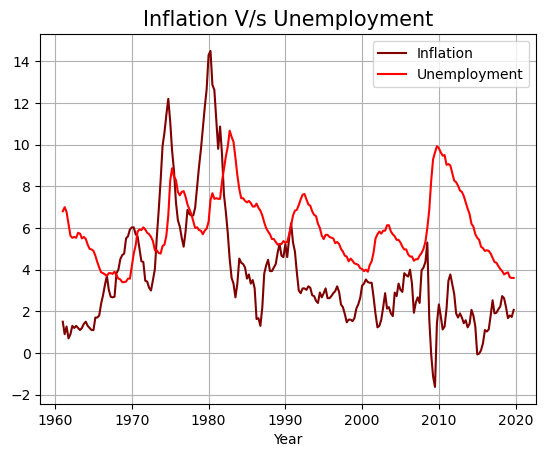 Inflation V/s Unemployment
Inflation
Unemployment
14
12
10
8
6
4
2
0
−2
1960 1970 1980 1990 2000 2010 2020
Year